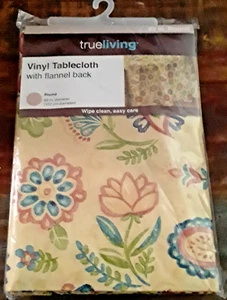 trueliving
Vinyl Tablecloth
with flannel back
Round
Wipe clean, easy care